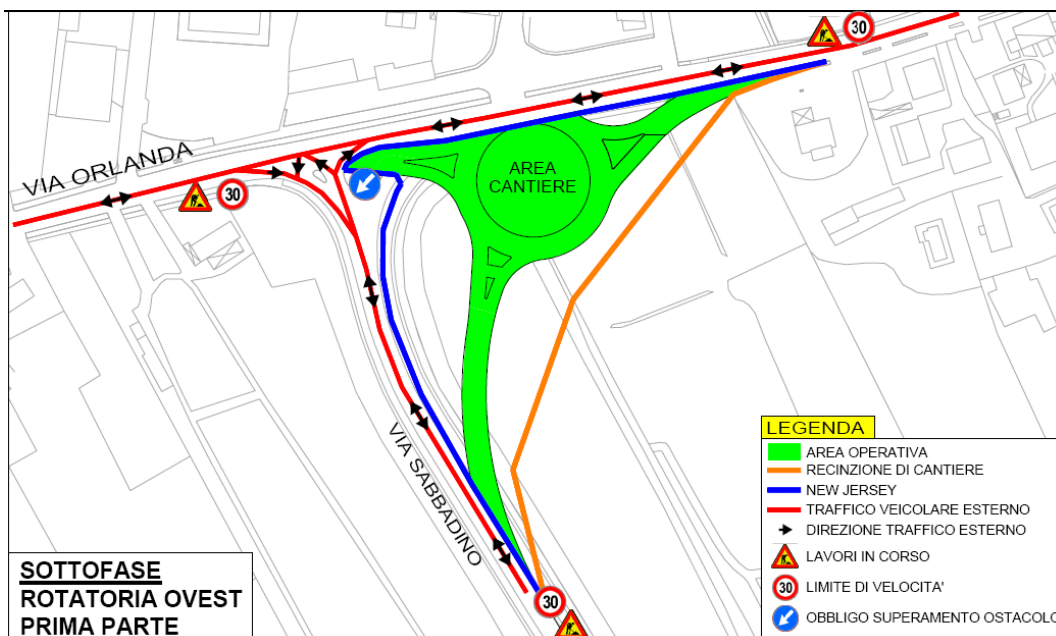 30
VIA ORLANDA
30
AREA
CANTIERE
VIA SABBADINO
30
LEGENDA
AREA OPERATIVA
RECINZIONE DI CANTIERE
NEW JERSEY
TRAFFICO VEICOLARE ESTERNO
DIREZIONE TRAFFICO ESTERNO
LAVORI IN CORSO
30 LIMITE DI VELOCITA'
OBBLIGO SUPERAMENTO OSTACOLO
SOTTOFASE
ROTATORIA OVEST
PRIMA PARTE